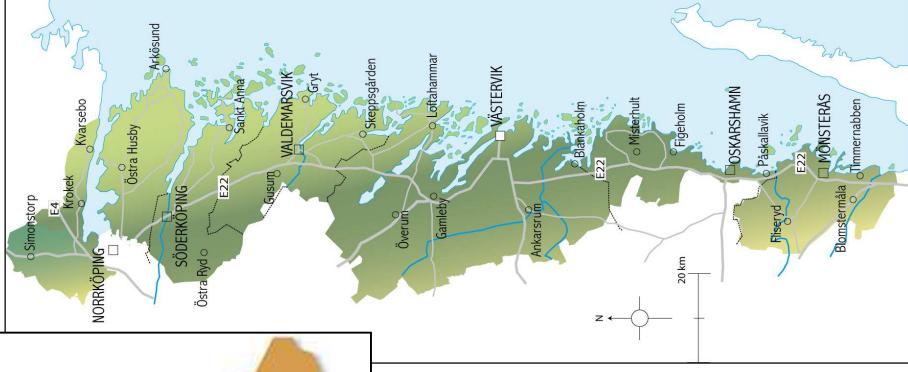 Simonstorp
E4
Krokek
Kvarsebo
Arkösund
Östra Husby
NORRKÖPING
SÖDERKÖPING
Östra Ryd
Sankt Anna
E22
VALDEMARSVIK
Gryt
Gusum
Skeppsgården
Loftahammar
Överum
Gamleby
VÄSTERVIK
Ankarsrum
Blankaholm
E22
Misterhult
Figeholm
OSKARSHAMN
Påskallavik
E22
MÖNSTERÅS
Fliseryd
Timmernabben
Blomstermåla
N
20 km